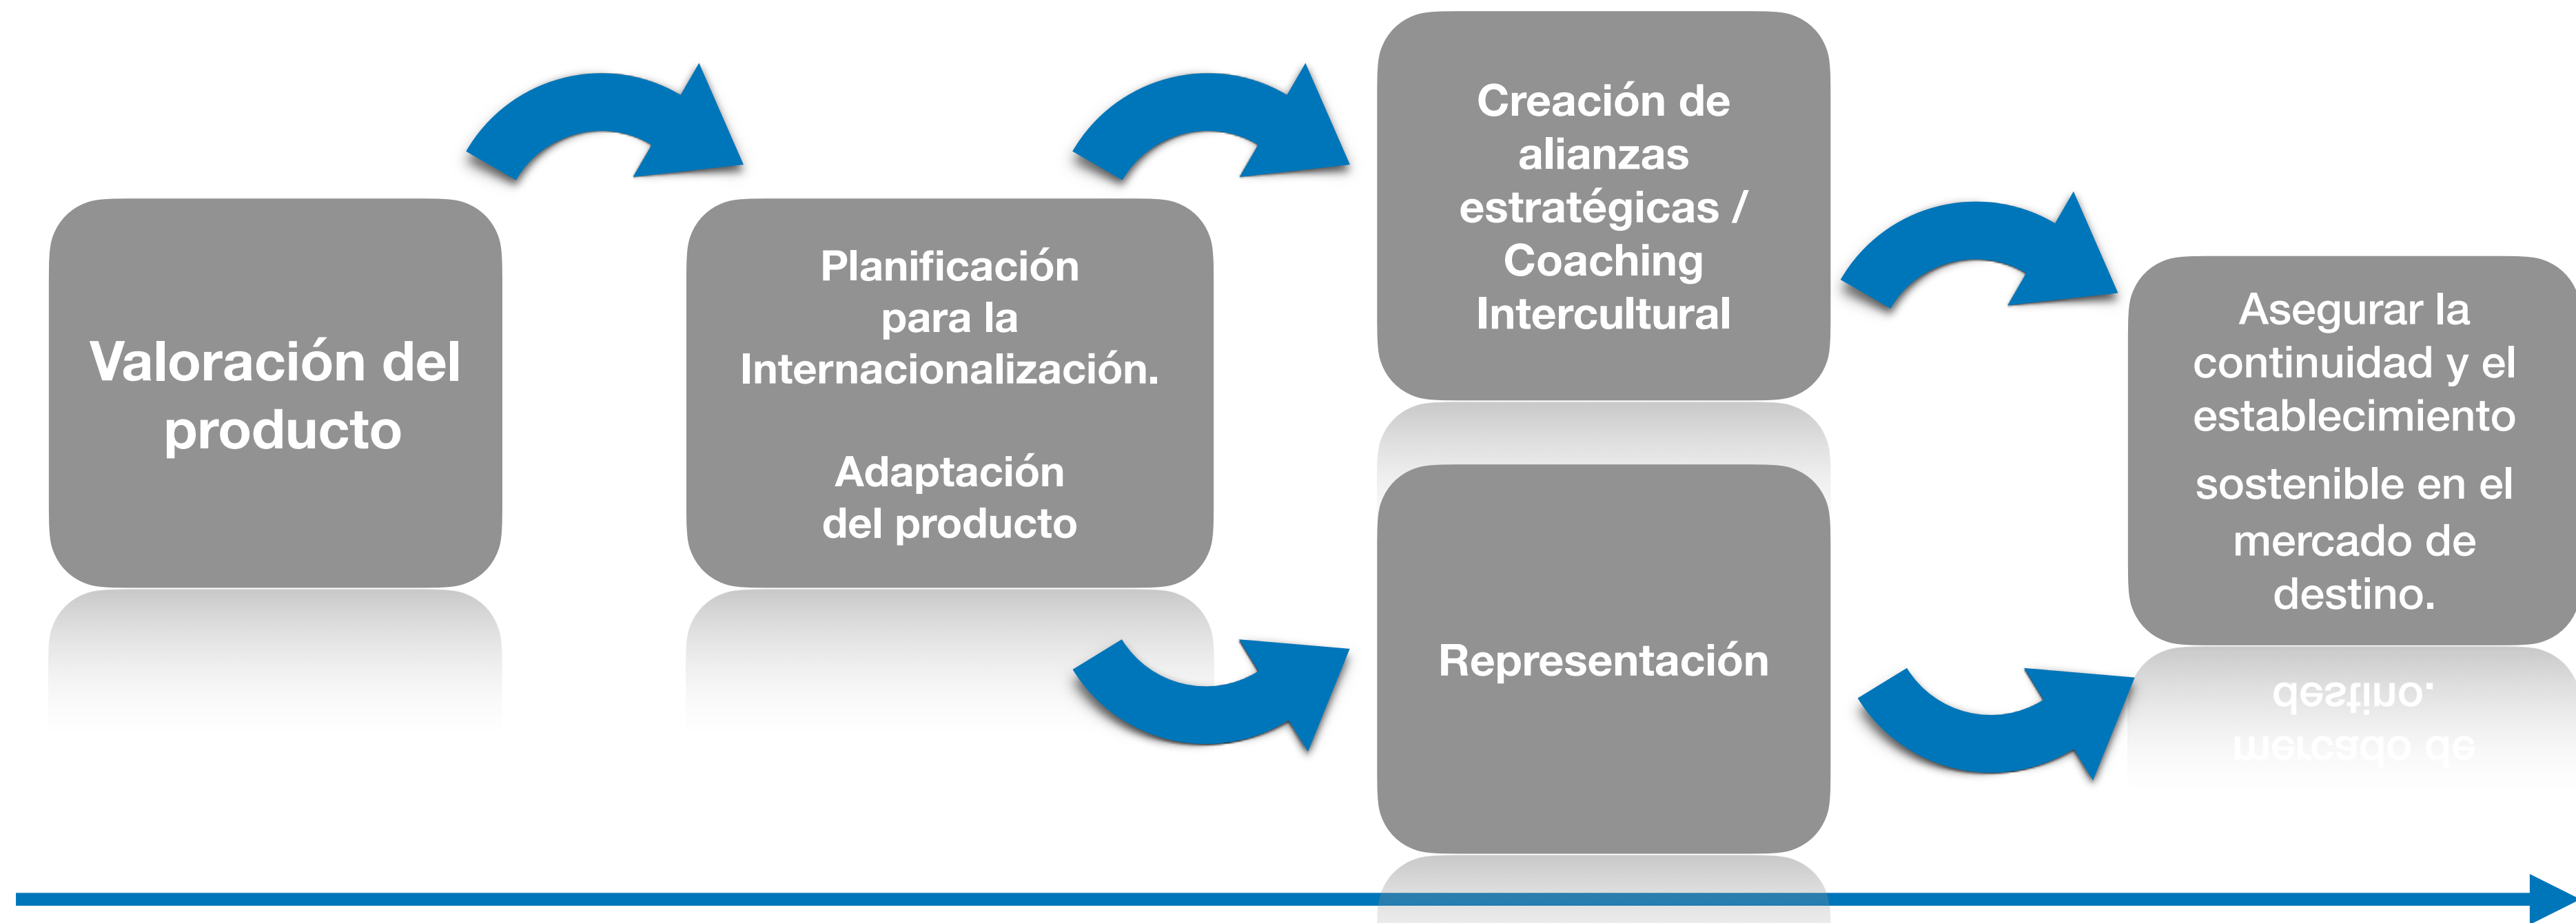 Valoración del
producto
Planificación
para la
Internacionalización.
Adaptación
del producto
Creación de
alianzas
estratégicas /
Coaching
Intercultural
Representación
Asegurar la
continuidad y el
establecimiento
sostenible en el
mercado de
destino.